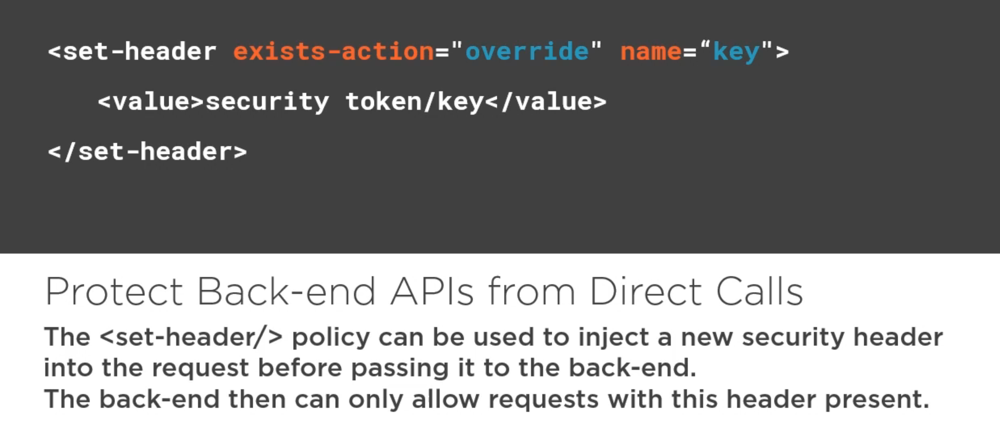 <set-header exists-action="override" name=“key">
<value>security token/key</value>
</set-header>
Protect Back-end APIs from Direct Calls
The <set-header/> policy can be used to inject a new security header
into the request before passing it to the back-end.
The back-end then can only allow requests with this header present.